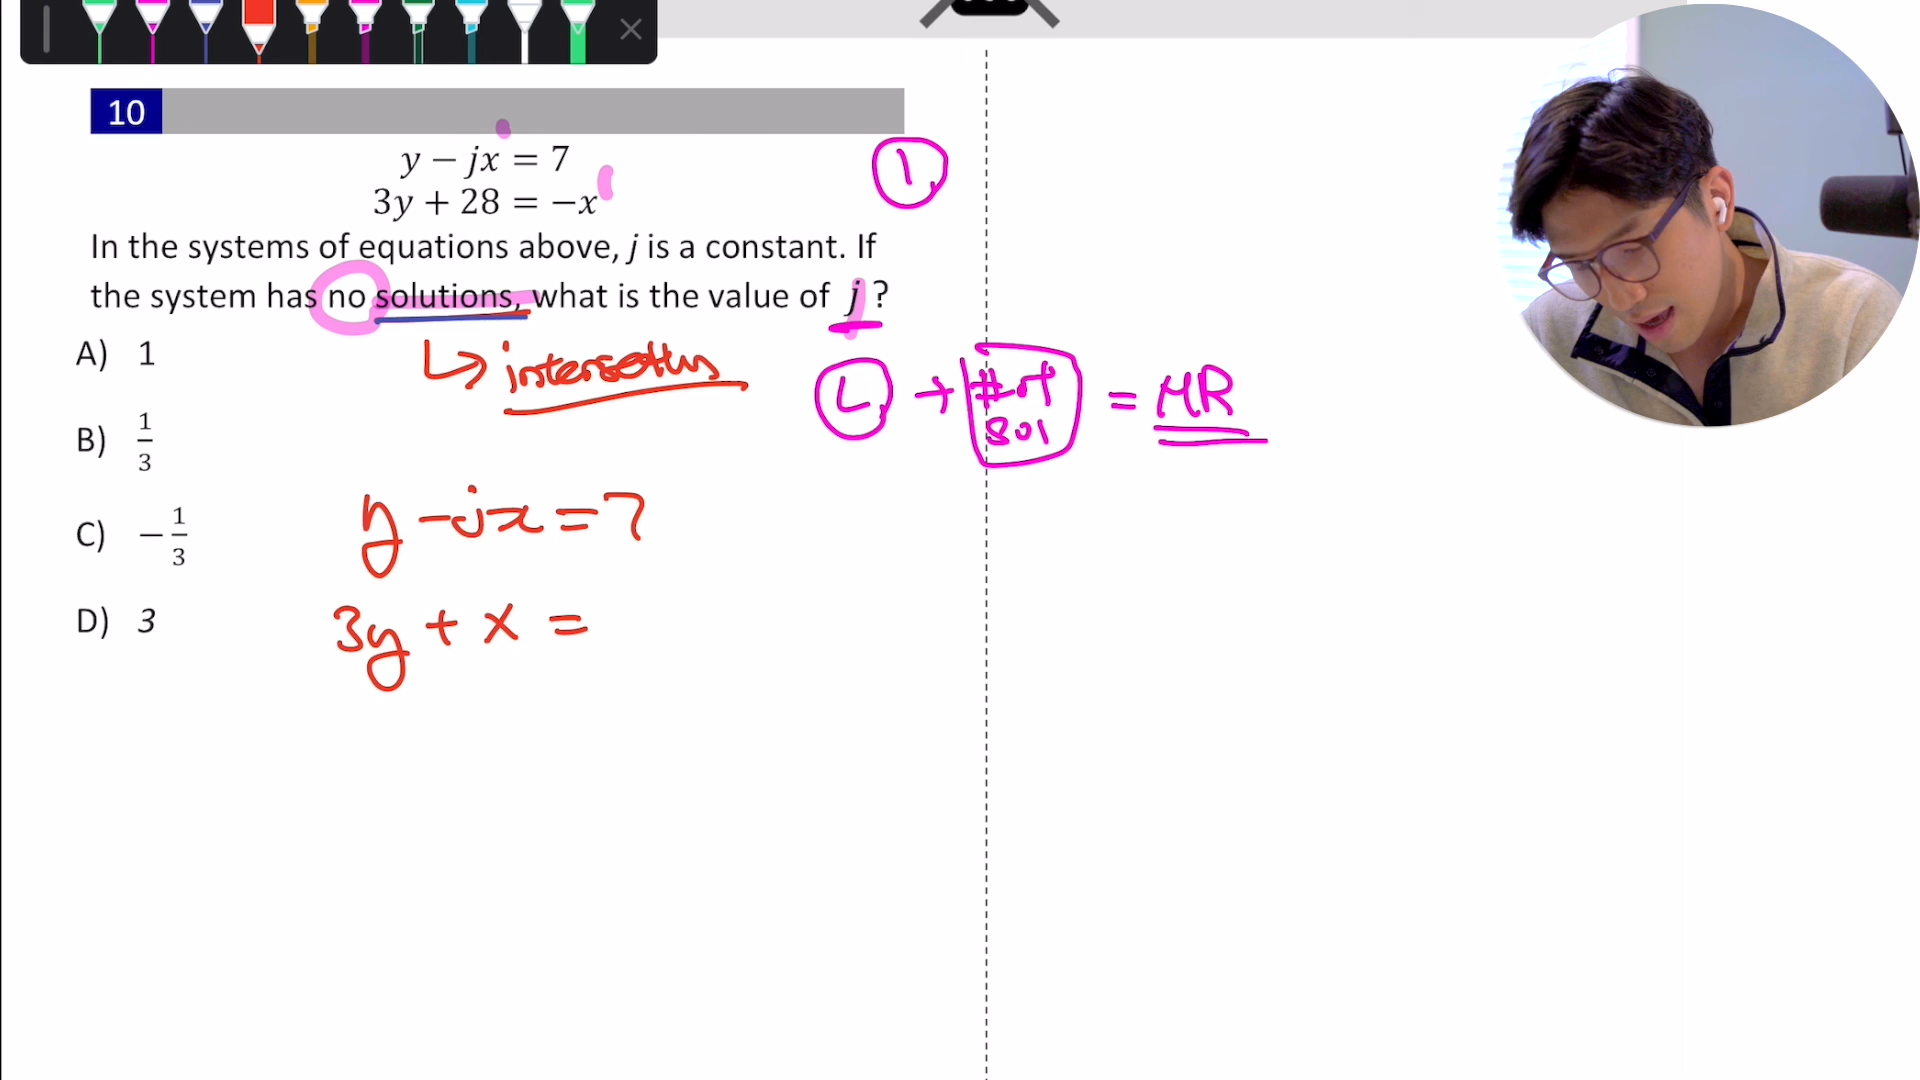 10
y − jx = 7
3y + 28 = −x
In the systems of equations above, j is a constant. If
the system has no solutions, what is the value of j ?
A) 1
B) 1/3
C) −1/3
D) 3
1
L + # of sol = MR
y − jx = 7
3y + x =